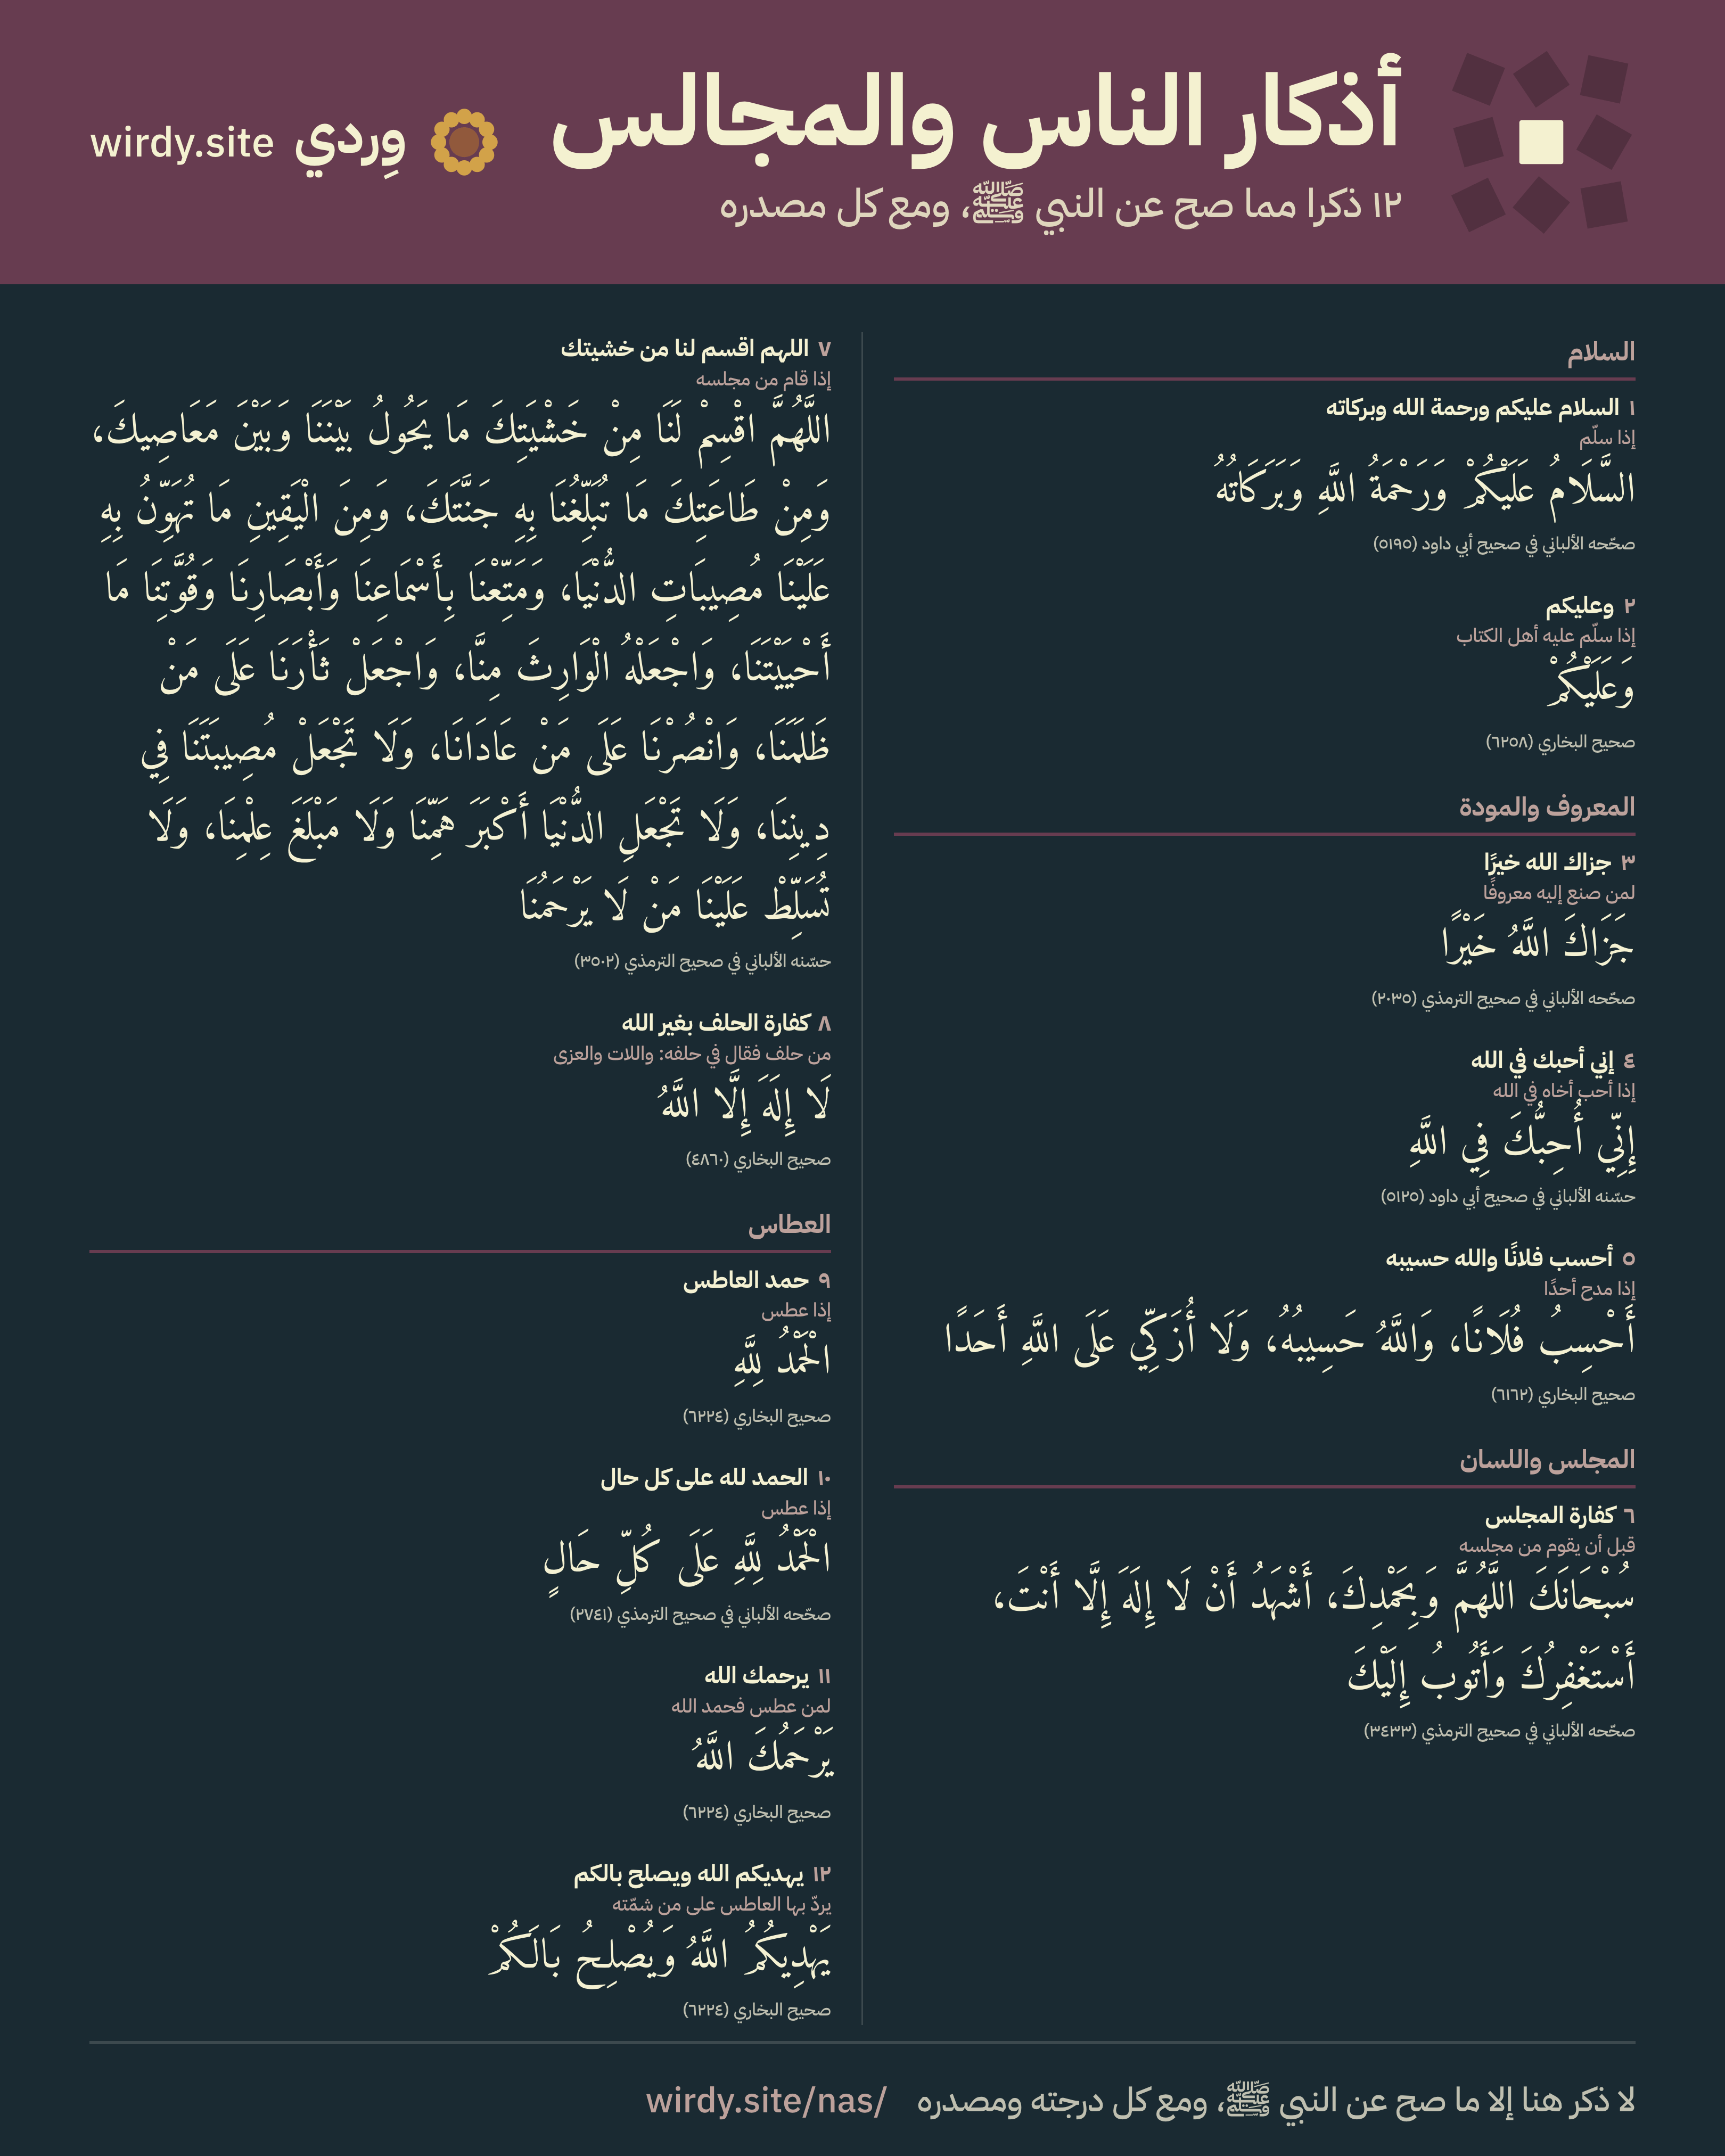 أذكار الناس والمجالس
١٢ ذكرا مما صح عن النبي ﷺ، ومع كل مصدره
وِردي wirdy.site
السلام
١ السلام عليكم ورحمة الله وبركاته
إذا سلّم
السَّلَامُ عَلَيْكُمْ وَرَحْمَةُ اللَّهِ وَبَرَكَاتُهُ
صحّحه الألباني في صحيح أبي داود (٥١٩٥)
٢ وعليكم
إذا سلّم عليه أهل الكتاب
وَعَلَيْكُمْ
صحيح البخاري (٦٢٥٨)
المعروف والمودة
٣ جزاك الله خيرًا
لمن صنع إليه معروفًا
جَزَاكَ اللَّهُ خَيْرًا
صحّحه الألباني في صحيح الترمذي (٢٠٣٥)
٤ إني أحبك في الله
إذا أحب أخاه في الله
إِنِّي أُحِبُّكَ فِي اللَّهِ
حسّنه الألباني في صحيح أبي داود (٥١٢٥)
٥ أحسب فلانًا والله حسيبه
إذا مدح أحدًا
أَحْسِبُ فُلَانًا، وَاللَّهُ حَسِيبُهُ، وَلَا أُزَكِّي عَلَى اللَّهِ أَحَدًا
صحيح البخاري (٦١٦٢)
المجلس واللسان
٦ كفارة المجلس
قبل أن يقوم من مجلسه
سُبْحَانَكَ اللَّهُمَّ وَبِحَمْدِكَ، أَشْهَدُ أَنْ لَا إِلَهَ إِلَّا أَنْتَ،
أَسْتَغْفِرُكَ وَأَتُوبُ إِلَيْكَ
صحّحه الألباني في صحيح الترمذي (٣٤٣٣)
٧ اللهم اقسم لنا من خشيتك
إذا قام من مجلسه
اللَّهُمَّ اقْسِمْ لَنَا مِنْ خَشْيَتِكَ مَا يَحُولُ بَيْنَنَا وَبَيْنَ مَعَاصِيكَ،
وَمِنْ طَاعَتِكَ مَا تُبَلِّغُنَا بِهِ جَنَّتَكَ، وَمِنَ الْيَقِينِ مَا تُهَوِّنُ بِهِ
عَلَيْنَا مُصِيبَاتِ الدُّنْيَا، وَمَتِّعْنَا بِأَسْمَاعِنَا وَأَبْصَارِنَا وَقُوَّتِنَا مَا
أَحْيَيْتَنَا، وَاجْعَلْهُ الْوَارِثَ مِنَّا، وَاجْعَلْ ثَأْرَنَا عَلَى مَنْ
ظَلَمَنَا، وَانْصُرْنَا عَلَى مَنْ عَادَانَا، وَلَا تَجْعَلْ مُصِيبَتَنَا فِي
دِينِنَا، وَلَا تَجْعَلِ الدُّنْيَا أَكْبَرَ هَمِّنَا وَلَا مَبْلَغَ عِلْمِنَا، وَلَا
تُسَلِّطْ عَلَيْنَا مَنْ لَا يَرْحَمُنَا
حسّنه الألباني في صحيح الترمذي (٣٥٠٢)
٨ كفارة الحلف بغير الله
من حلف فقال في حلفه: واللات والعزى
لَا إِلَهَ إِلَّا اللَّهُ
صحيح البخاري (٤٨٦٠)
العطاس
٩ حمد العاطس
إذا عطس
الْحَمْدُ لِلَّهِ
صحيح البخاري (٦٢٢٤)
١٠ الحمد لله على كل حال
إذا عطس
الْحَمْدُ لِلَّهِ عَلَى كُلِّ حَالٍ
صحّحه الألباني في صحيح الترمذي (٢٧٤١)
١١ يرحمك الله
لمن عطس فحمد الله
يَرْحَمُكَ اللَّهُ
صحيح البخاري (٦٢٢٤)
١٢ يهديكم الله ويصلح بالكم
يردّ بها العاطس على من شمّته
يَهْدِيكُمُ اللَّهُ وَيُصْلِحُ بَالَكُمْ
صحيح البخاري (٦٢٢٤)
لا ذكر هنا إلا ما صح عن النبي ﷺ، ومع كل درجته ومصدره wirdy.site/nas/